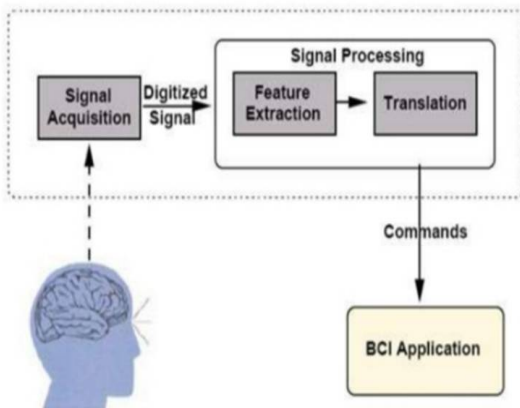 Signal Processing
Signal
Acquisition
Digitized
Signal
Feature
Extraction
Translation
Commands
BCI Application